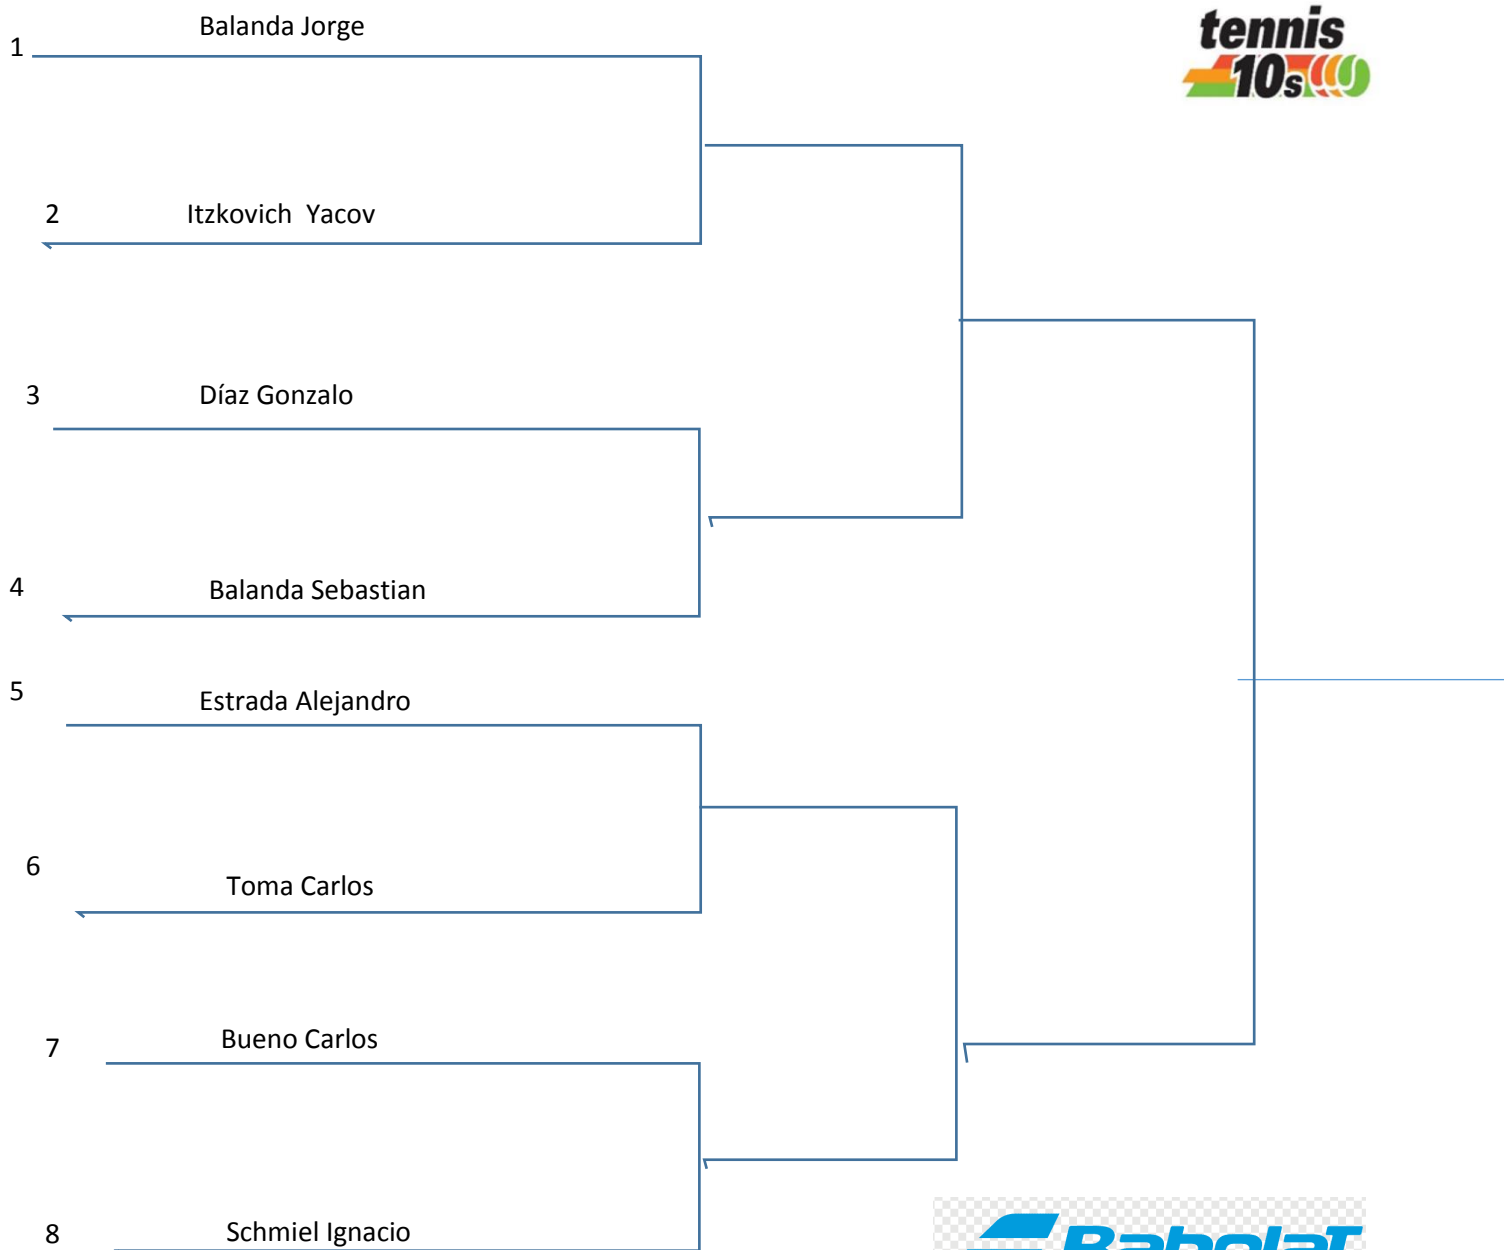 Balanda Jorge
1
tennis
10s
2
Itzkovich Yacov
3
Díaz Gonzalo
4
Balanda Sebastian
5
Estrada Alejandro
6
Toma Carlos
7
Bueno Carlos
8
Schmiel Ignacio
BabolaT